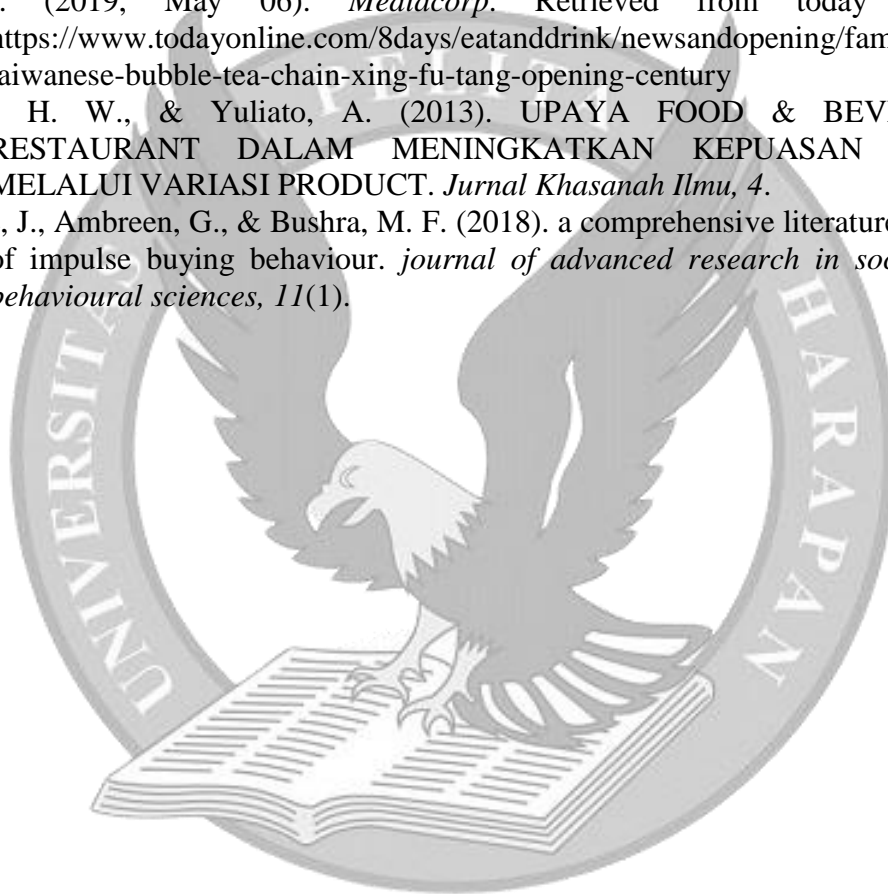 (2019, May 06). Mediacorp. Retrieved from today
https://www.todayonline.com/8days/eatanddrink/newsandopening/fam
aiwanese-bubble-tea-chain-xing-fu-tang-opening-century
H. W., & Yuliato, A. (2013). UPAYA FOOD & BEV
RESTAURANT DALAM MENINGKATKAN KEPUASAN
MELALUI VARIASI PRODUCT. Jurnal Khasanah Ilmu, 4.
, J., Ambreen, G., & Bushra, M. F. (2018). a comprehensive literature
of impulse buying behaviour. journal of advanced research in soc
behavioural sciences, 11(1).
UNIVERSITAS PELITA HARAPAN